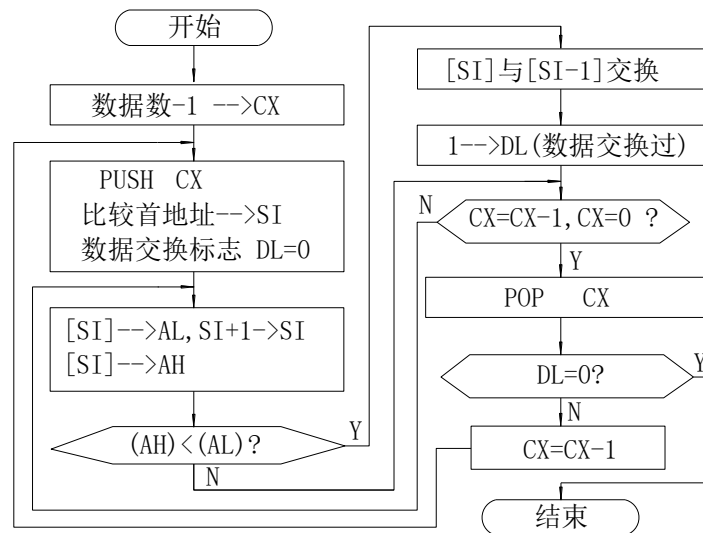 开始
数据数-1 -->CX
PUSH CX
比较首地址-->SI
数据交换标志 DL=0
[SI]-->AL,SI+1->SI
[SI]-->AH
(AH)<(AL)?
Y
N
[SI]与[SI-1]交换
1-->DL(数据交换过)
N
CX=CX-1,CX=0 ?
Y
POP CX
DL=0?
Y
N
CX=CX-1
结束